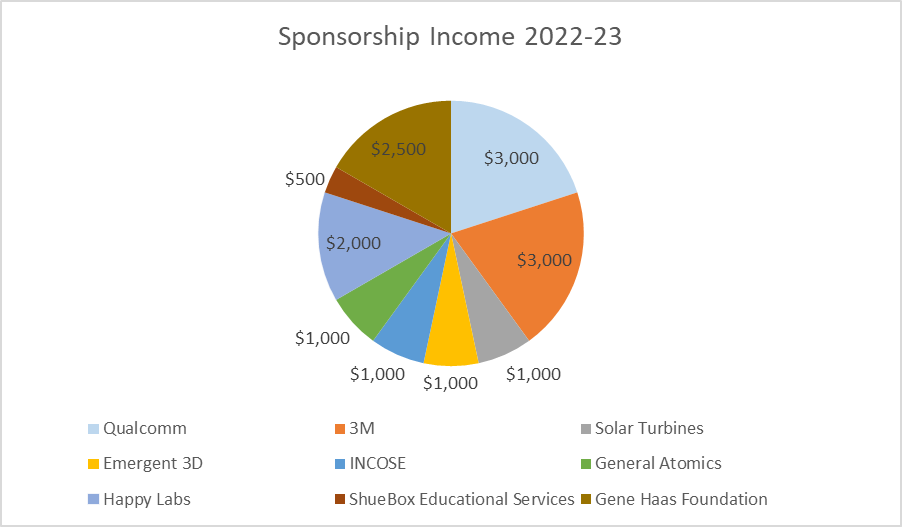 Sponsorship Income 2022-23
$2,500
$3,000
$500
$2,000
$3,000
$1,000
$1,000
$1,000
$1,000
Qualcomm
3M
Solar Turbines
Emergent 3D
INCOSE
General Atomics
Happy Labs
ShueBox Educational Services
Gene Haas Foundation